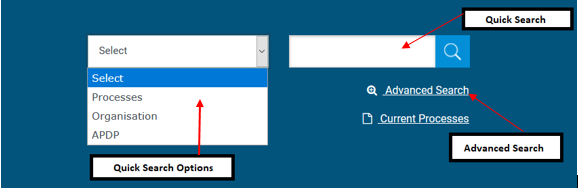 Quick Search
Select
Select
Processes
Organisation
APDP
Advanced Search
Current Processes
Quick Search Options
Advanced Search